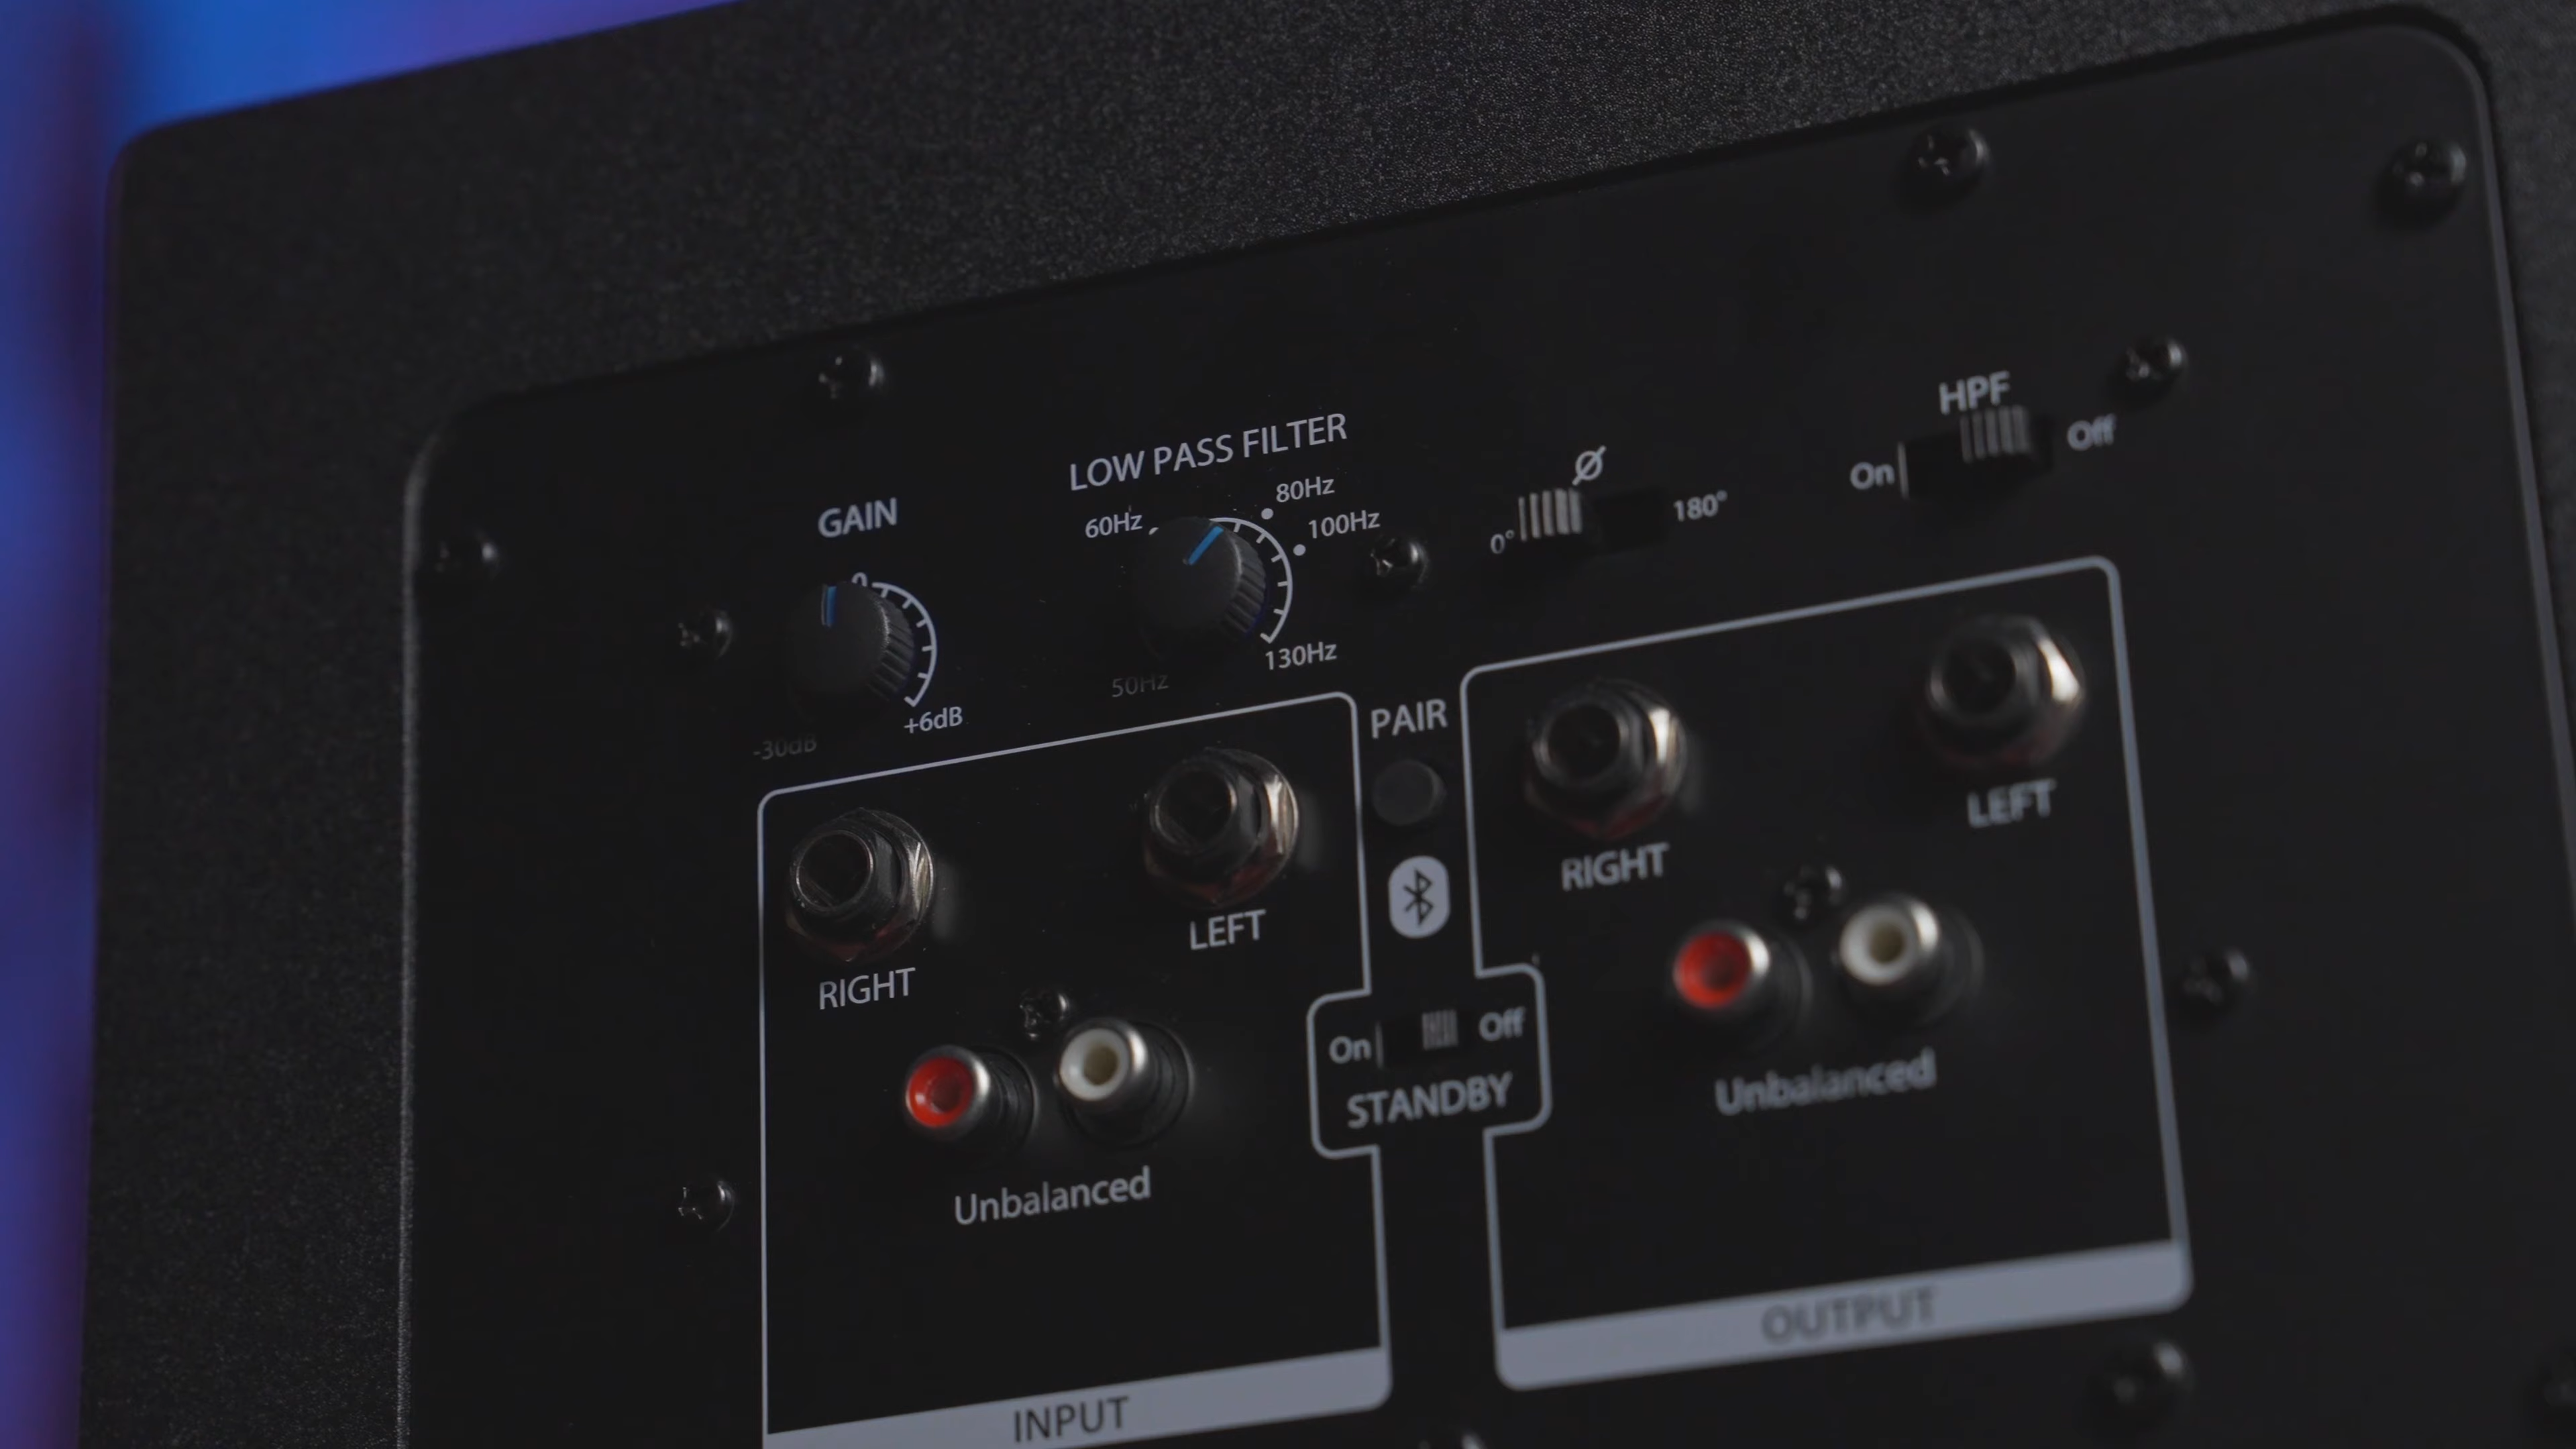 HPF
On
Off
LOW PASS FILTER
60Hz
80Hz
100Hz
130Hz
50Hz
Ø
0°
180°
GAIN
0
+6dB
-30dB
PAIR
RIGHT
LEFT
Unbalanced
INPUT
On
Off
STANDBY
RIGHT
LEFT
Unbalanced
OUTPUT